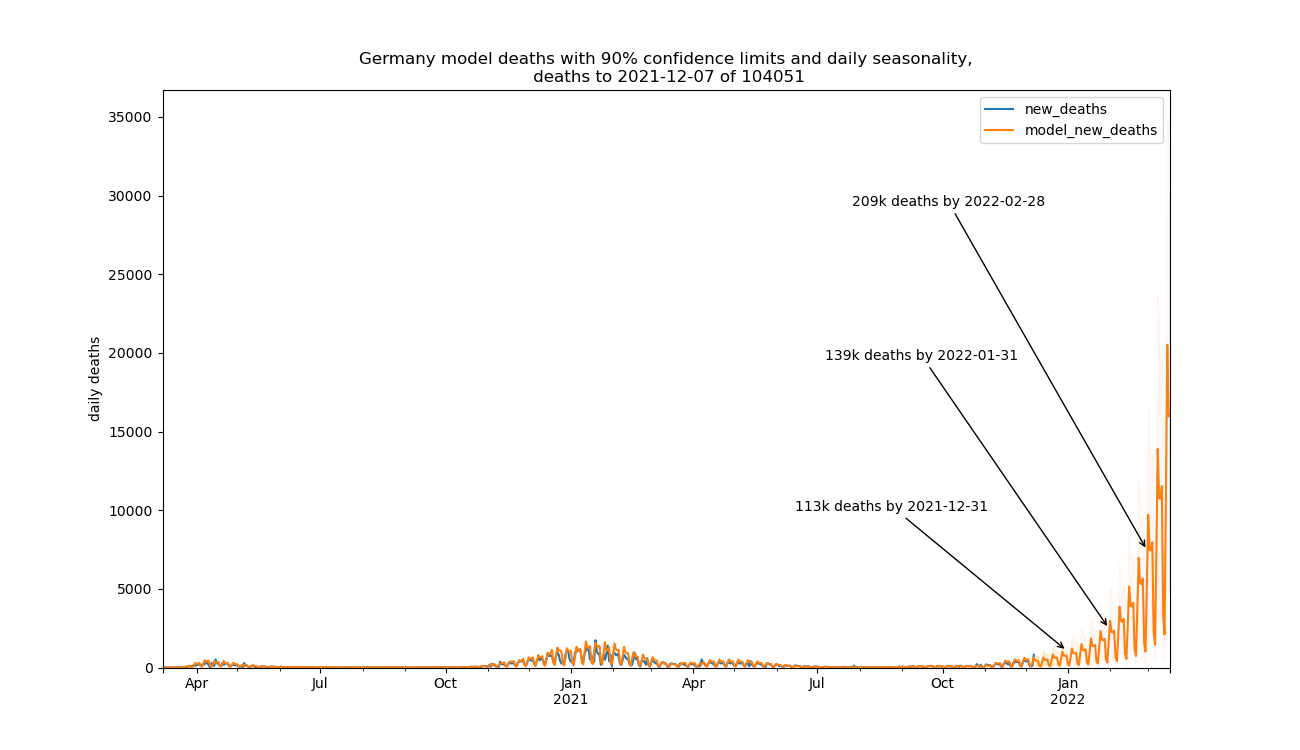 Germany model deaths with 90% confidence limits and daily seasonality,
deaths to 2021-12-07 of 104051
new_deaths
model_new_deaths
daily deaths
35000
30000
25000
20000
15000
10000
5000
0
209k deaths by 2022-02-28
139k deaths by 2022-01-31
113k deaths by 2021-12-31
Apr
Jul
Oct
Jan
2021
Apr
Jul
Oct
Jan
2022